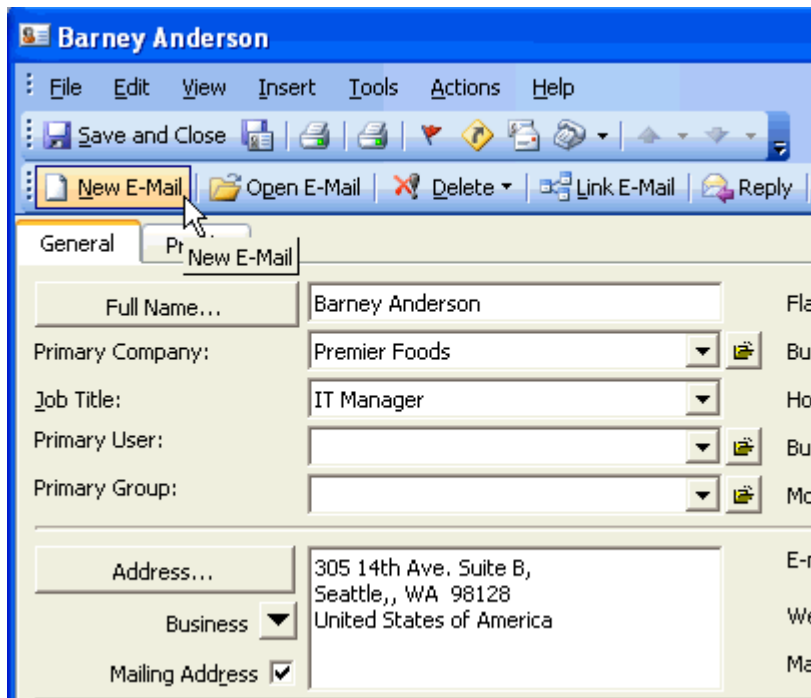 Barney Anderson
File Edit View Insert Tools Actions Help
Save and Close
New E-Mail Open E-Mail Delete Link E-Mail Reply
General
New E-Mail
Full Name... Barney Anderson
Primary Company: Premier Foods
Job Title: IT Manager
Primary User:
Primary Group:
Address... 305 14th Ave. Suite B,
Seattle,, WA 98128
Business United States of America
Mailing Address